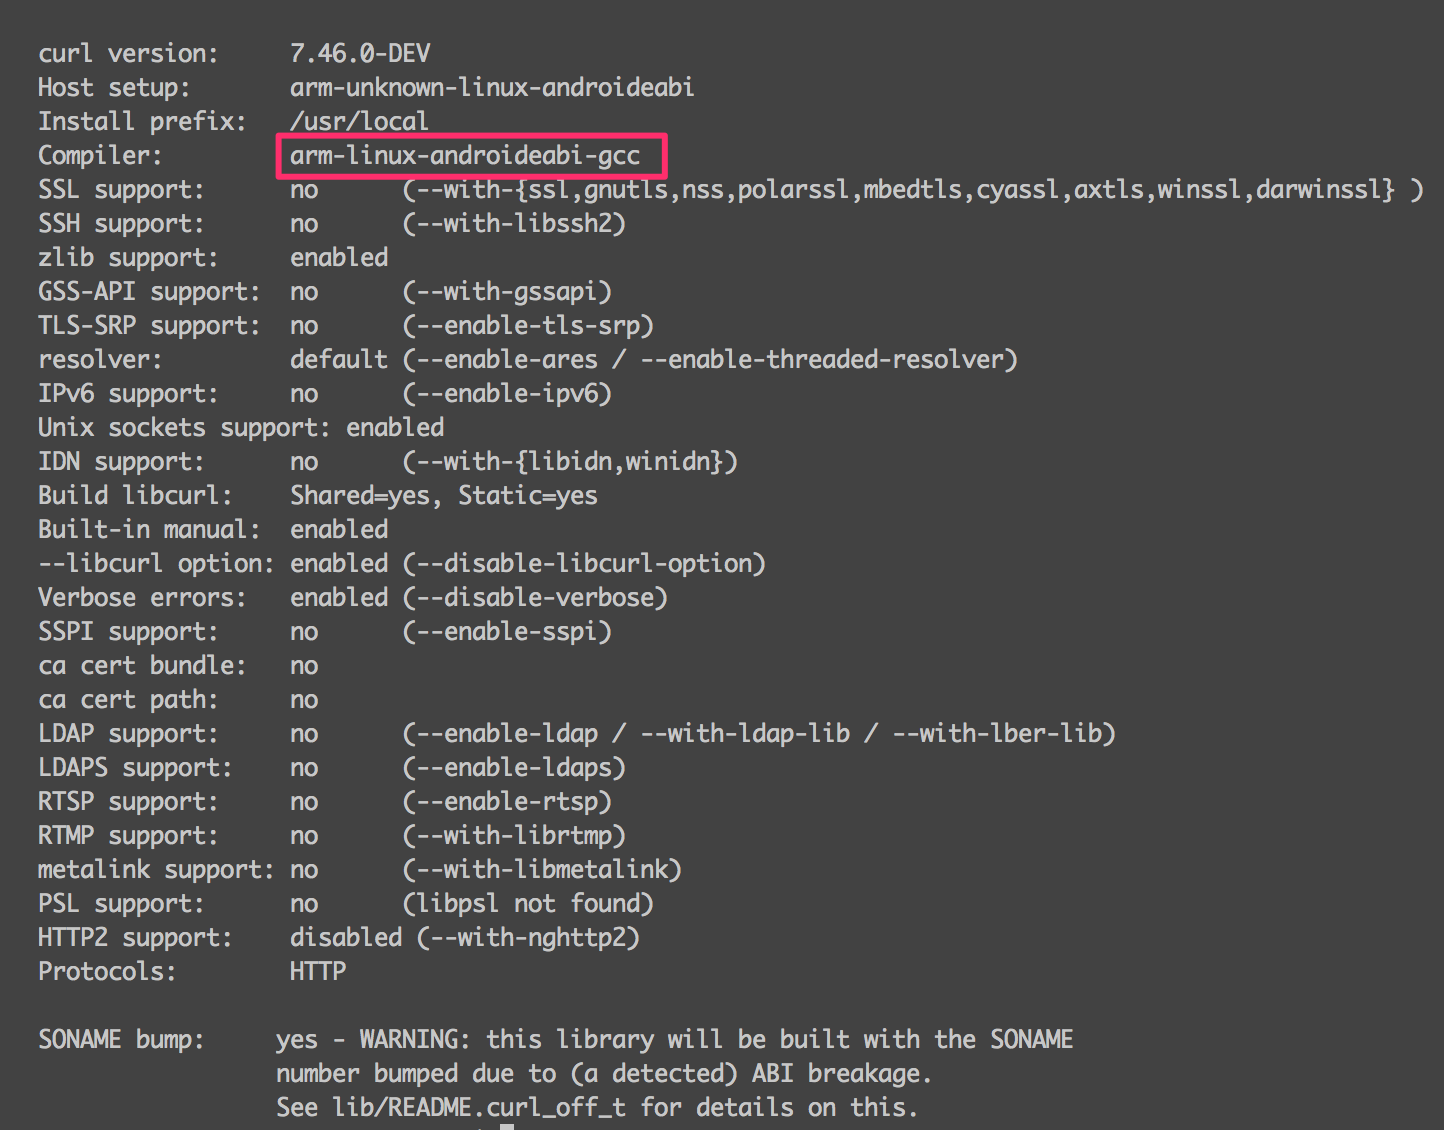 curl version:     7.46.0-DEV
Host setup:       arm-unknown-linux-androideabi
Install prefix:   /usr/local
Compiler:         arm-linux-androideabi-gcc
SSL support:      no      (--with-{ssl,gnutls,nss,polarssl,mbedtls,cyassl,axtls,winssl,darwinssl} )
SSH support:      no      (--with-libssh2)
zlib support:     enabled
GSS-API support:  no      (--with-gssapi)
TLS-SRP support:  no      (--enable-tls-srp)
resolver:         default (--enable-ares / --enable-threaded-resolver)
IPv6 support:     no      (--enable-ipv6)
Unix sockets support: enabled
IDN support:      no      (--with-{libidn,winidn})
Build libcurl:    Shared=yes, Static=yes
Built-in manual:  enabled
--libcurl option: enabled (--disable-libcurl-option)
Verbose errors:   enabled (--disable-verbose)
SSPI support:     no      (--enable-sspi)
ca cert bundle:   no
ca cert path:     no
LDAP support:     no      (--enable-ldap / --with-ldap-lib / --with-lber-lib)
LDAPS support:    no      (--enable-ldaps)
RTSP support:     no      (--enable-rtsp)
RTMP support:     no      (--with-librtmp)
metalink support: no      (--with-libmetalink)
PSL support:      no      (libpsl not found)
HTTP2 support:    disabled (--with-nghttp2)
Protocols:        HTTP
SONAME bump:     yes - WARNING: this library will be built with the SONAME
number bumped due to (a detected) ABI breakage.
See lib/README.curl_off_t for details on this.